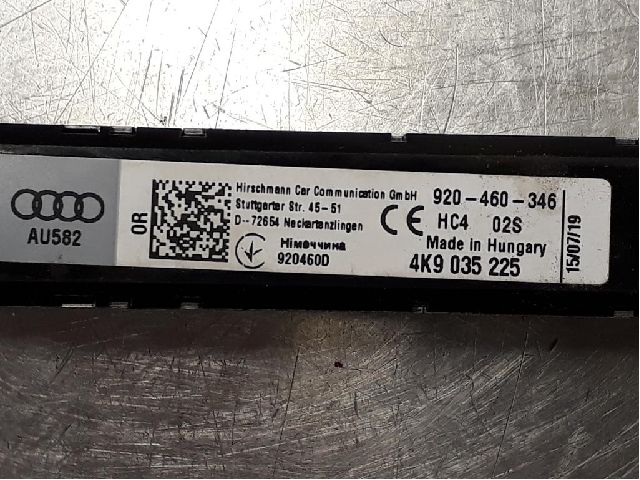 AU582
OR
Hirschmann Car Communication GmbH
Stuttgarter Str. 45-51
D-72654 Neckartenzlingen
Німеччина
920460D
CE
920-460-346
HC4 02S
Made in Hungary
4K9 035 225
15/07/19